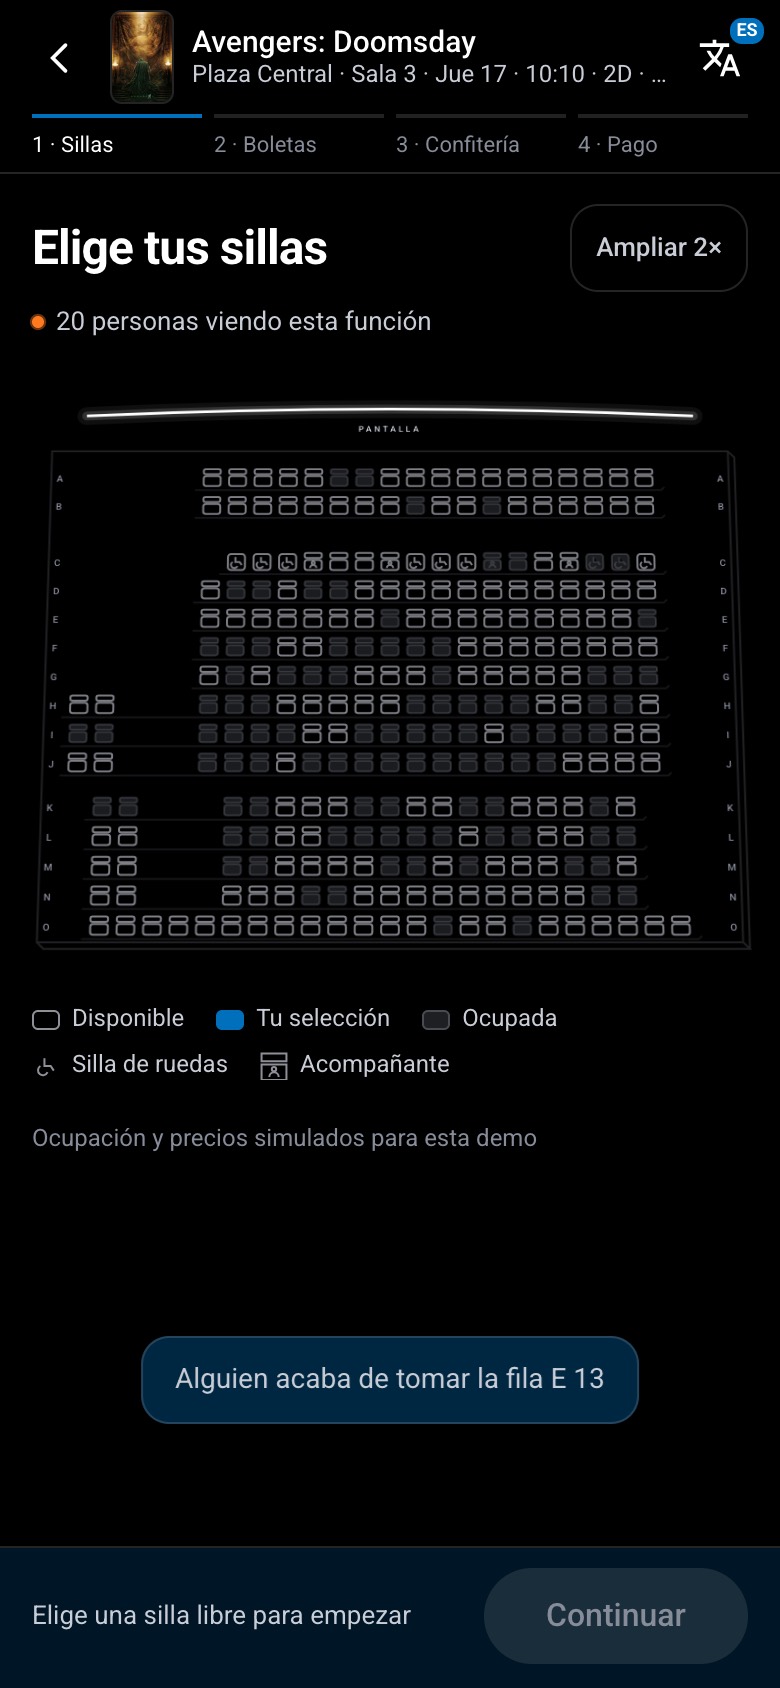 Avengers: Doomsday
ES
Plaza Central · Sala 3 · Jue 17 · 10:10 · 2D · …
1 · Sillas
2 · Boletas
3 · Confitería
4 · Pago
Elige tus sillas
Ampliar 2×
20 personas viendo esta función
PANTALLA
A A
B B
C C
D D
E E
F F
G G
H H
I I
J J
K K
L L
M M
N N
O O
Disponible
Tu selección
Ocupada
Silla de ruedas
Acompañante
Ocupación y precios simulados para esta demo
Alguien acaba de tomar la fila E 13
Elige una silla libre para empezar
Continuar